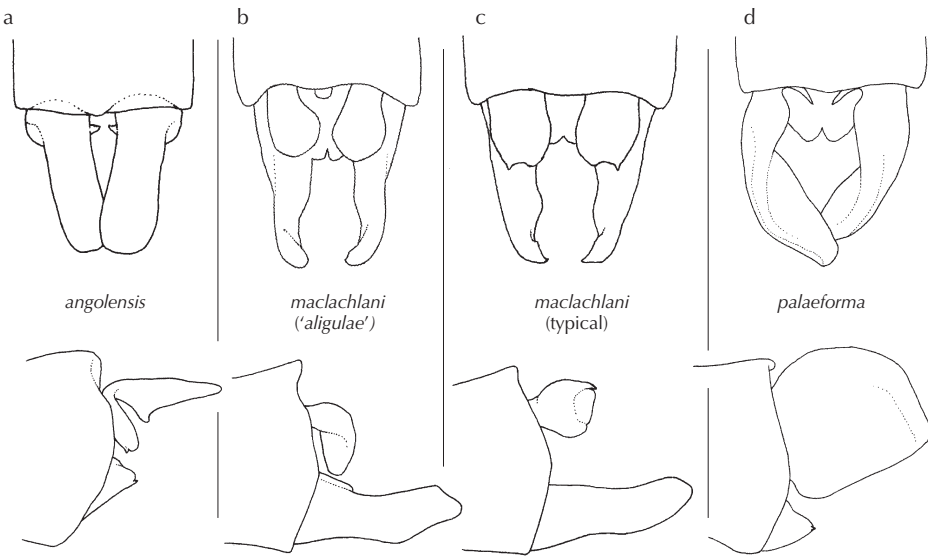 a
b
c
d
angolensis
maclachlani
(‘aligulae’)
maclachlani
(typical)
palaeforma